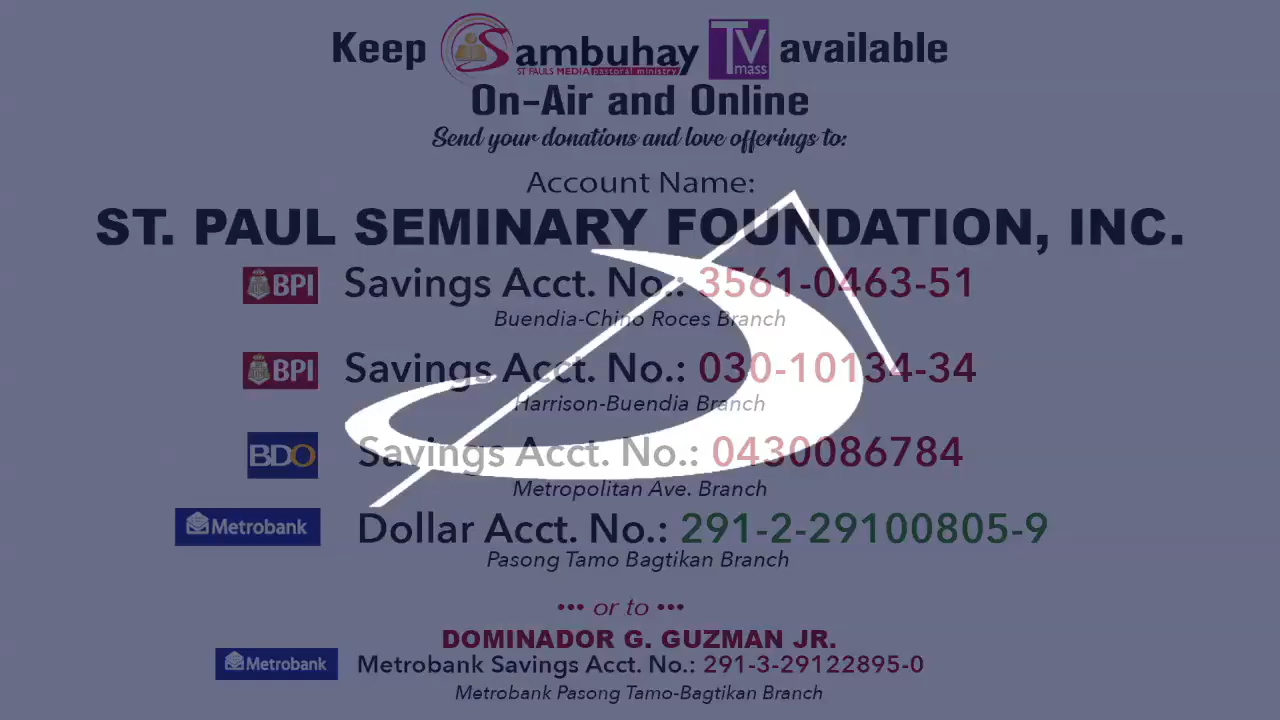 Keep Sambuhay TV mass available
ST PAULS MEDIA pastoral ministry
On-Air and Online
Send your donations and love offerings to:
Account Name:
ST. PAUL SEMINARY FOUNDATION, INC.
BPI Savings Acct. No.: 3561-0463-51
Buendia-Chino Roces Branch
BPI Savings Acct. No.: 030-10134-34
Harrison-Buendia Branch
BDO Savings Acct. No.: 0430086784
Metropolitan Ave. Branch
Metrobank Dollar Acct. No.: 291-2-29100805-9
Pasong Tamo Bagtikan Branch
••• or to •••
DOMINADOR G. GUZMAN JR.
Metrobank Metrobank Savings Acct. No.: 291-3-29122895-0
Metrobank Pasong Tamo-Bagtikan Branch